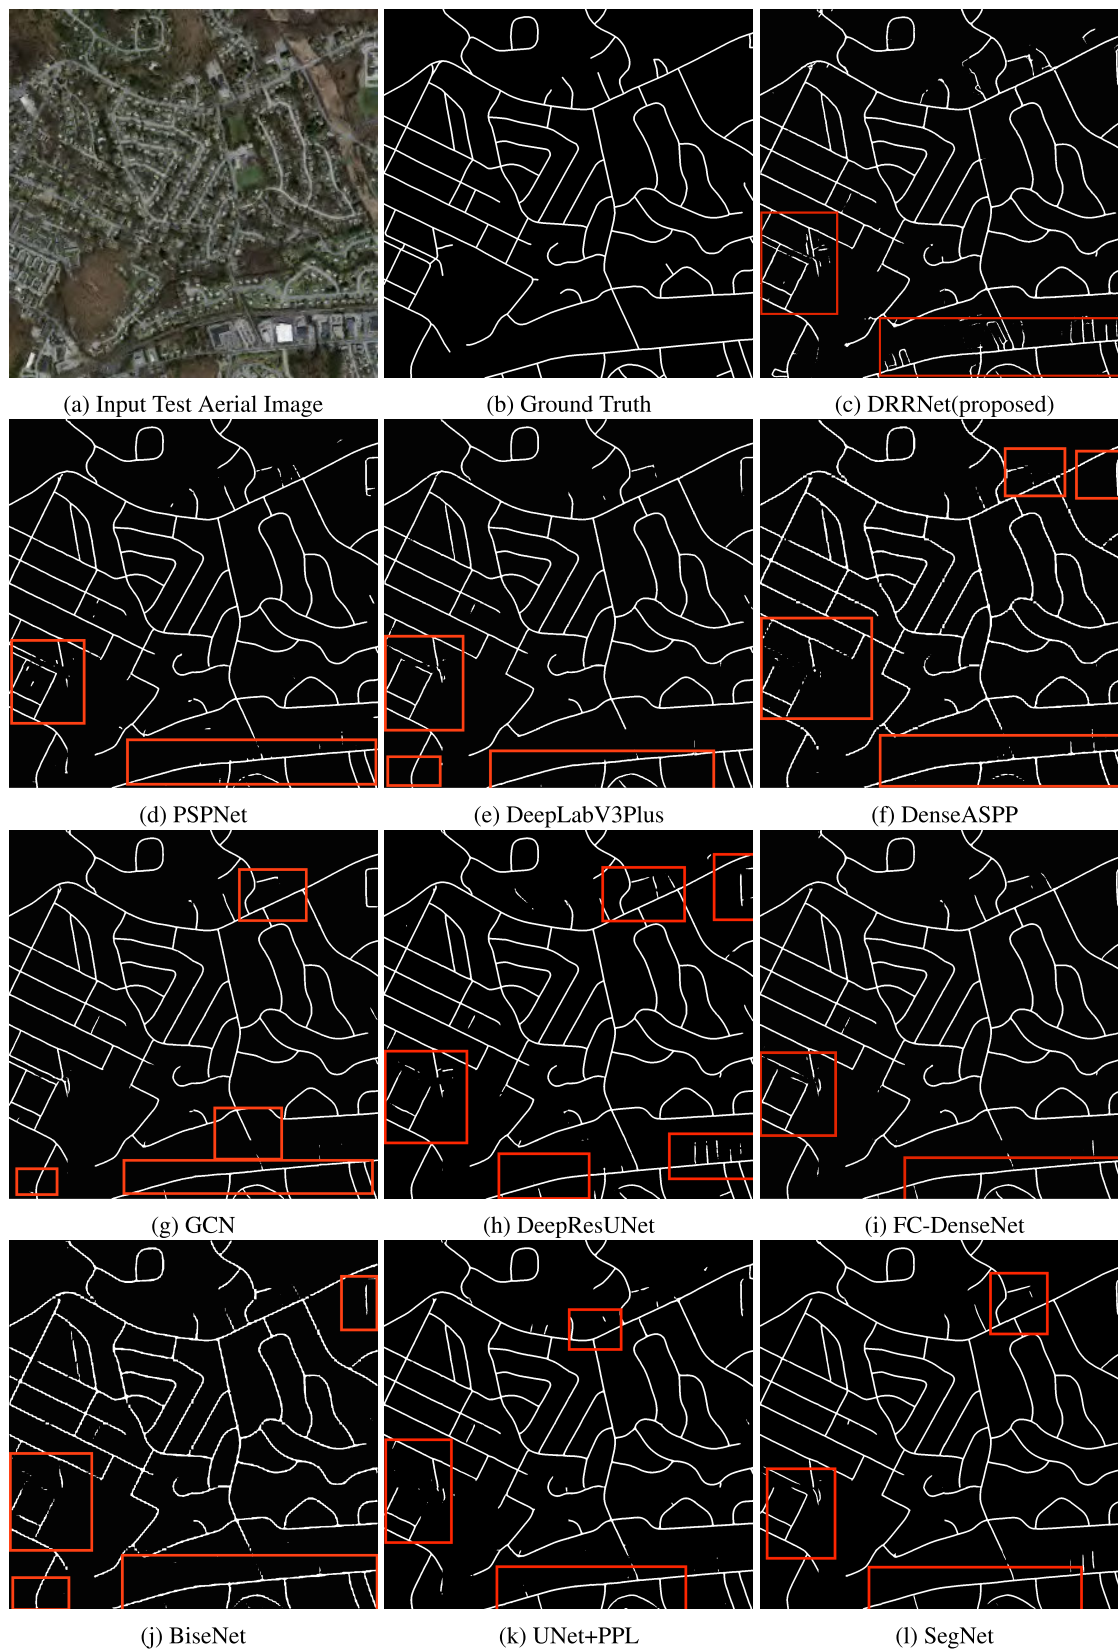 (a) Input Test Aerial Image
(b) Ground Truth
(c) DRRNet(proposed)
(d) PSPNet
(e) DeepLabV3Plus
(f) DenseASPP
(g) GCN
(h) DeepResUNet
(i) FC-DenseNet
(j) BiseNet
(k) UNet+PPL
(l) SegNet